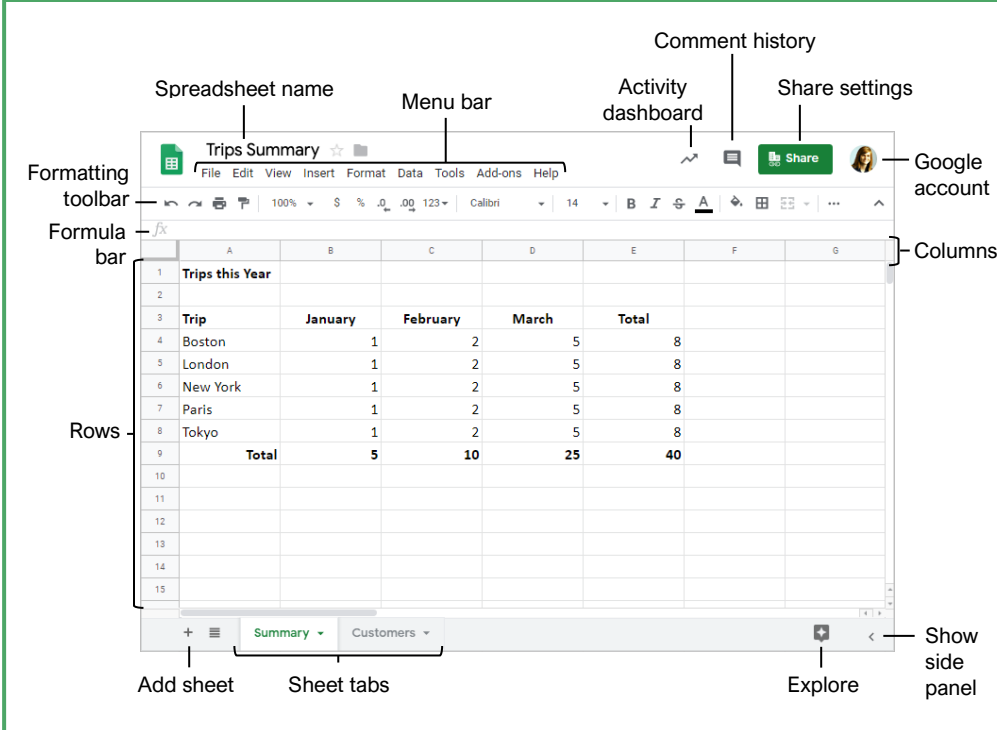 Comment history
Spreadsheet name
Menu bar
Activity
dashboard
Share settings
Trips Summary
File Edit View Insert Format Data Tools Add-ons Help
Share
Google
account
Formatting
toolbar
100% $ % .0 .00 123 Calibri 14 B I S A ...
Formula
bar
fx
Columns
A B C D E F G
1 Trips this Year
2
3 Trip January February March Total
4 Boston 1 2 5 8
5 London 1 2 5 8
6 New York 1 2 5 8
7 Paris 1 2 5 8
8 Tokyo 1 2 5 8
9 Total 5 10 25 40
10
11
12
13
14
15
Rows
+ Summary Customers
Add sheet
Sheet tabs
Explore
Show
side
panel